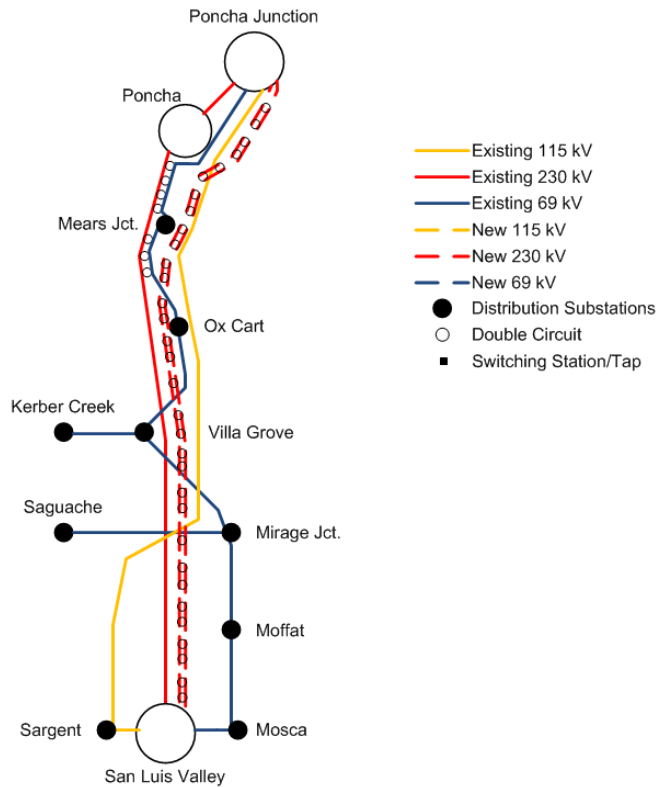 Poncha Junction
Poncha
Existing 115 kV
Existing 230 kV
Existing 69 kV
New 115 kV
New 230 kV
New 69 kV
Distribution Substations
Double Circuit
Switching Station/Tap
Mears Jct.
Ox Cart
Kerber Creek
Villa Grove
Saguache
Mirage Jct.
Moffat
Sargent
Mosca
San Luis Valley